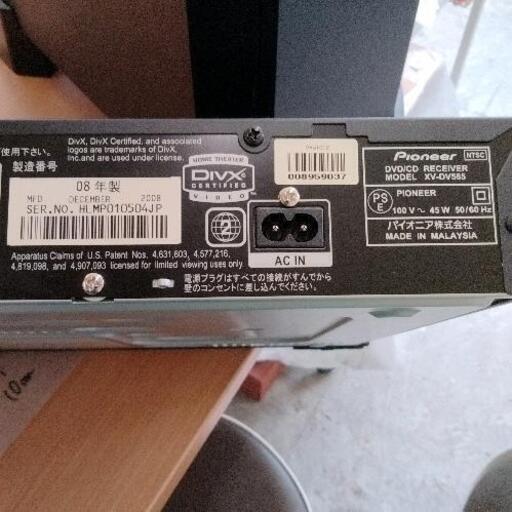 使用下さい。
製造番号
08 年製
MFD DECEMBER 2008
SER.NO. HLMP010504JP
DivX, DivX Certified, and associated
logos are trademarks of DivX,
Inc.and are used under license.
HOME THEATER
DIVX
CERTIFIED
VIDEO
2
008959037
AC IN
Pioneer
NTSC
DVD/CD RECEIVER
MODEL XV-DV565
PS
E
PIONEER
100 V~ 45 W 50/60 Hz
パイオニア株式会社
MADE IN MALAYSIA
Apparatus Claims of U.S. Patent Nos. 4,631,603, 4,577,216,
4,819,098, and 4,907,093 licensed for limited viewing uses only.
電源プラグはすべての接続がすんでから
壁のコンセントに差し込んでください。